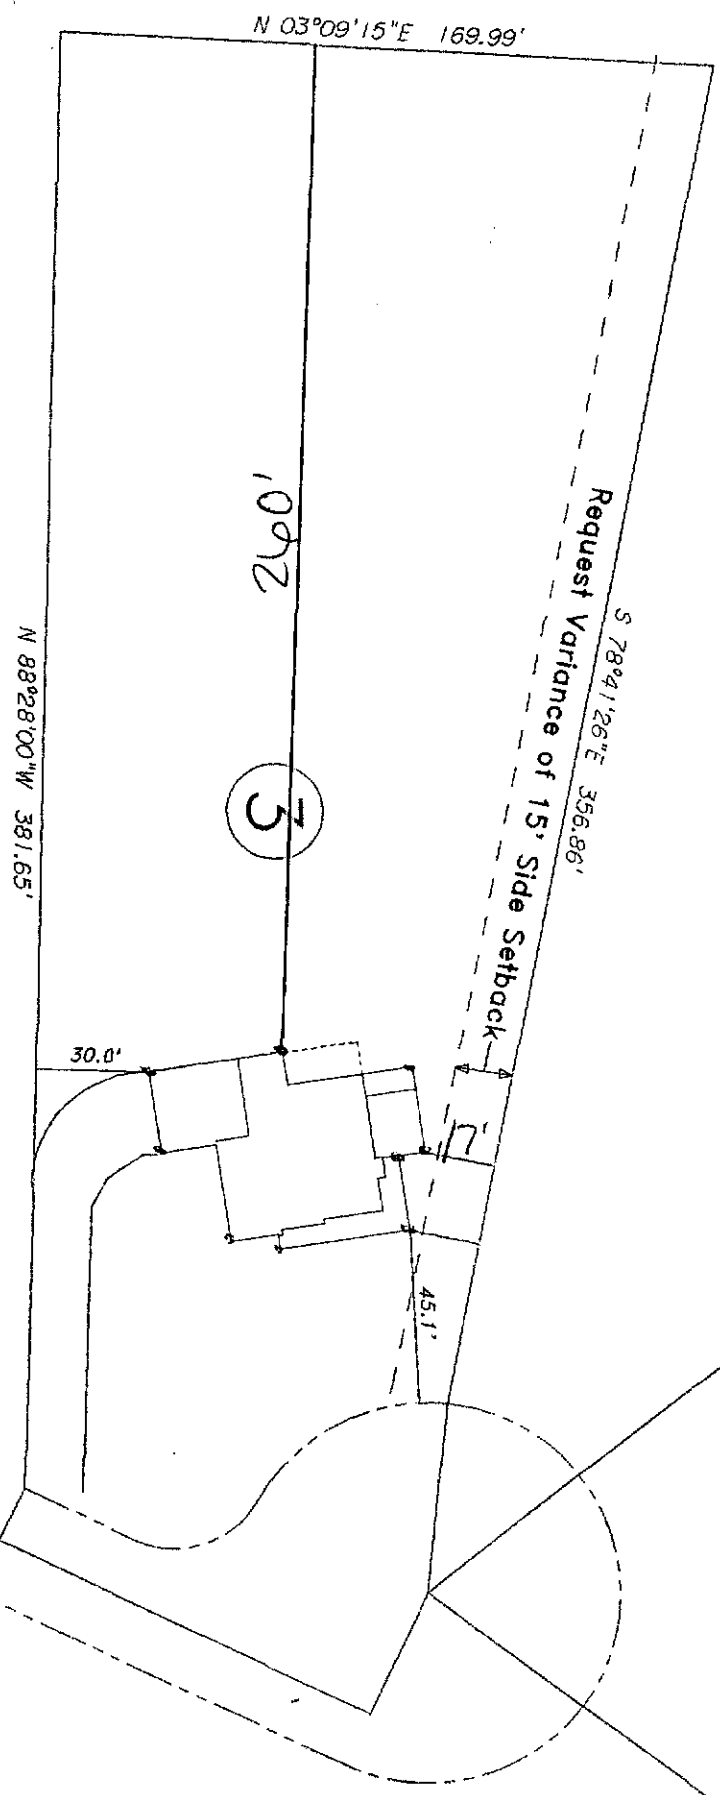 N 03°09'15"E 169.99'
S 78°41'26"E 356.86'
Request Variance of 15' Side Setback
260'
N 88°28'00"W 381.65'
3
30.0'
17'
45.1'